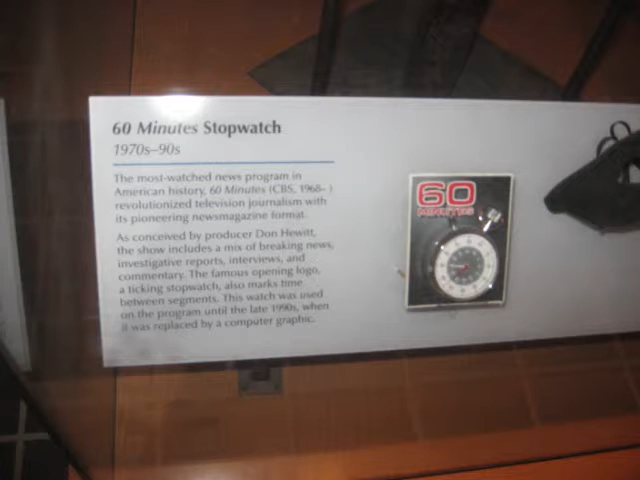 60 Minutes Stopwatch
1970s–90s
The most-watched news program in
American history, 60 Minutes (CBS, 1968– )
revolutionized television journalism with
its pioneering newsmagazine format.
As conceived by producer Don Hewitt,
the show includes a mix of breaking news,
investigative reports, interviews, and
commentary. The famous opening logo,
a ticking stopwatch, also marks time
between segments. This watch was used
on the program until the late 1990s, when
it was replaced by a computer graphic.
60
MINUTES